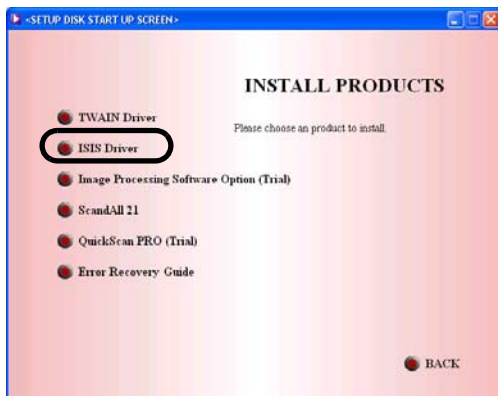 <SETUP DISK START UP SCREEN>
INSTALL PRODUCTS
Please choose an product to install.
TWAIN Driver
ISIS Driver
Image Processing Software Option (Trial)
ScandAll 21
QuickScan PRO (Trial)
Error Recovery Guide
BACK